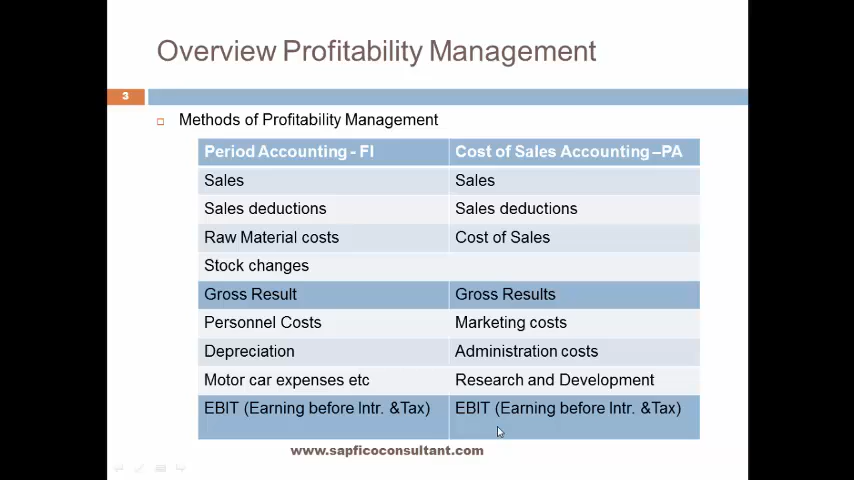 Overview Profitability Management
3
Methods of Profitability Management
Period Accounting - FI Cost of Sales Accounting –PA
Sales Sales
Sales deductions Sales deductions
Raw Material costs Cost of Sales
Stock changes
Gross Result Gross Results
Personnel Costs Marketing costs
Depreciation Administration costs
Motor car expenses etc Research and Development
EBIT (Earning before Intr. &Tax) EBIT (Earning before Intr. &Tax)
www.sapficoconsultant.com